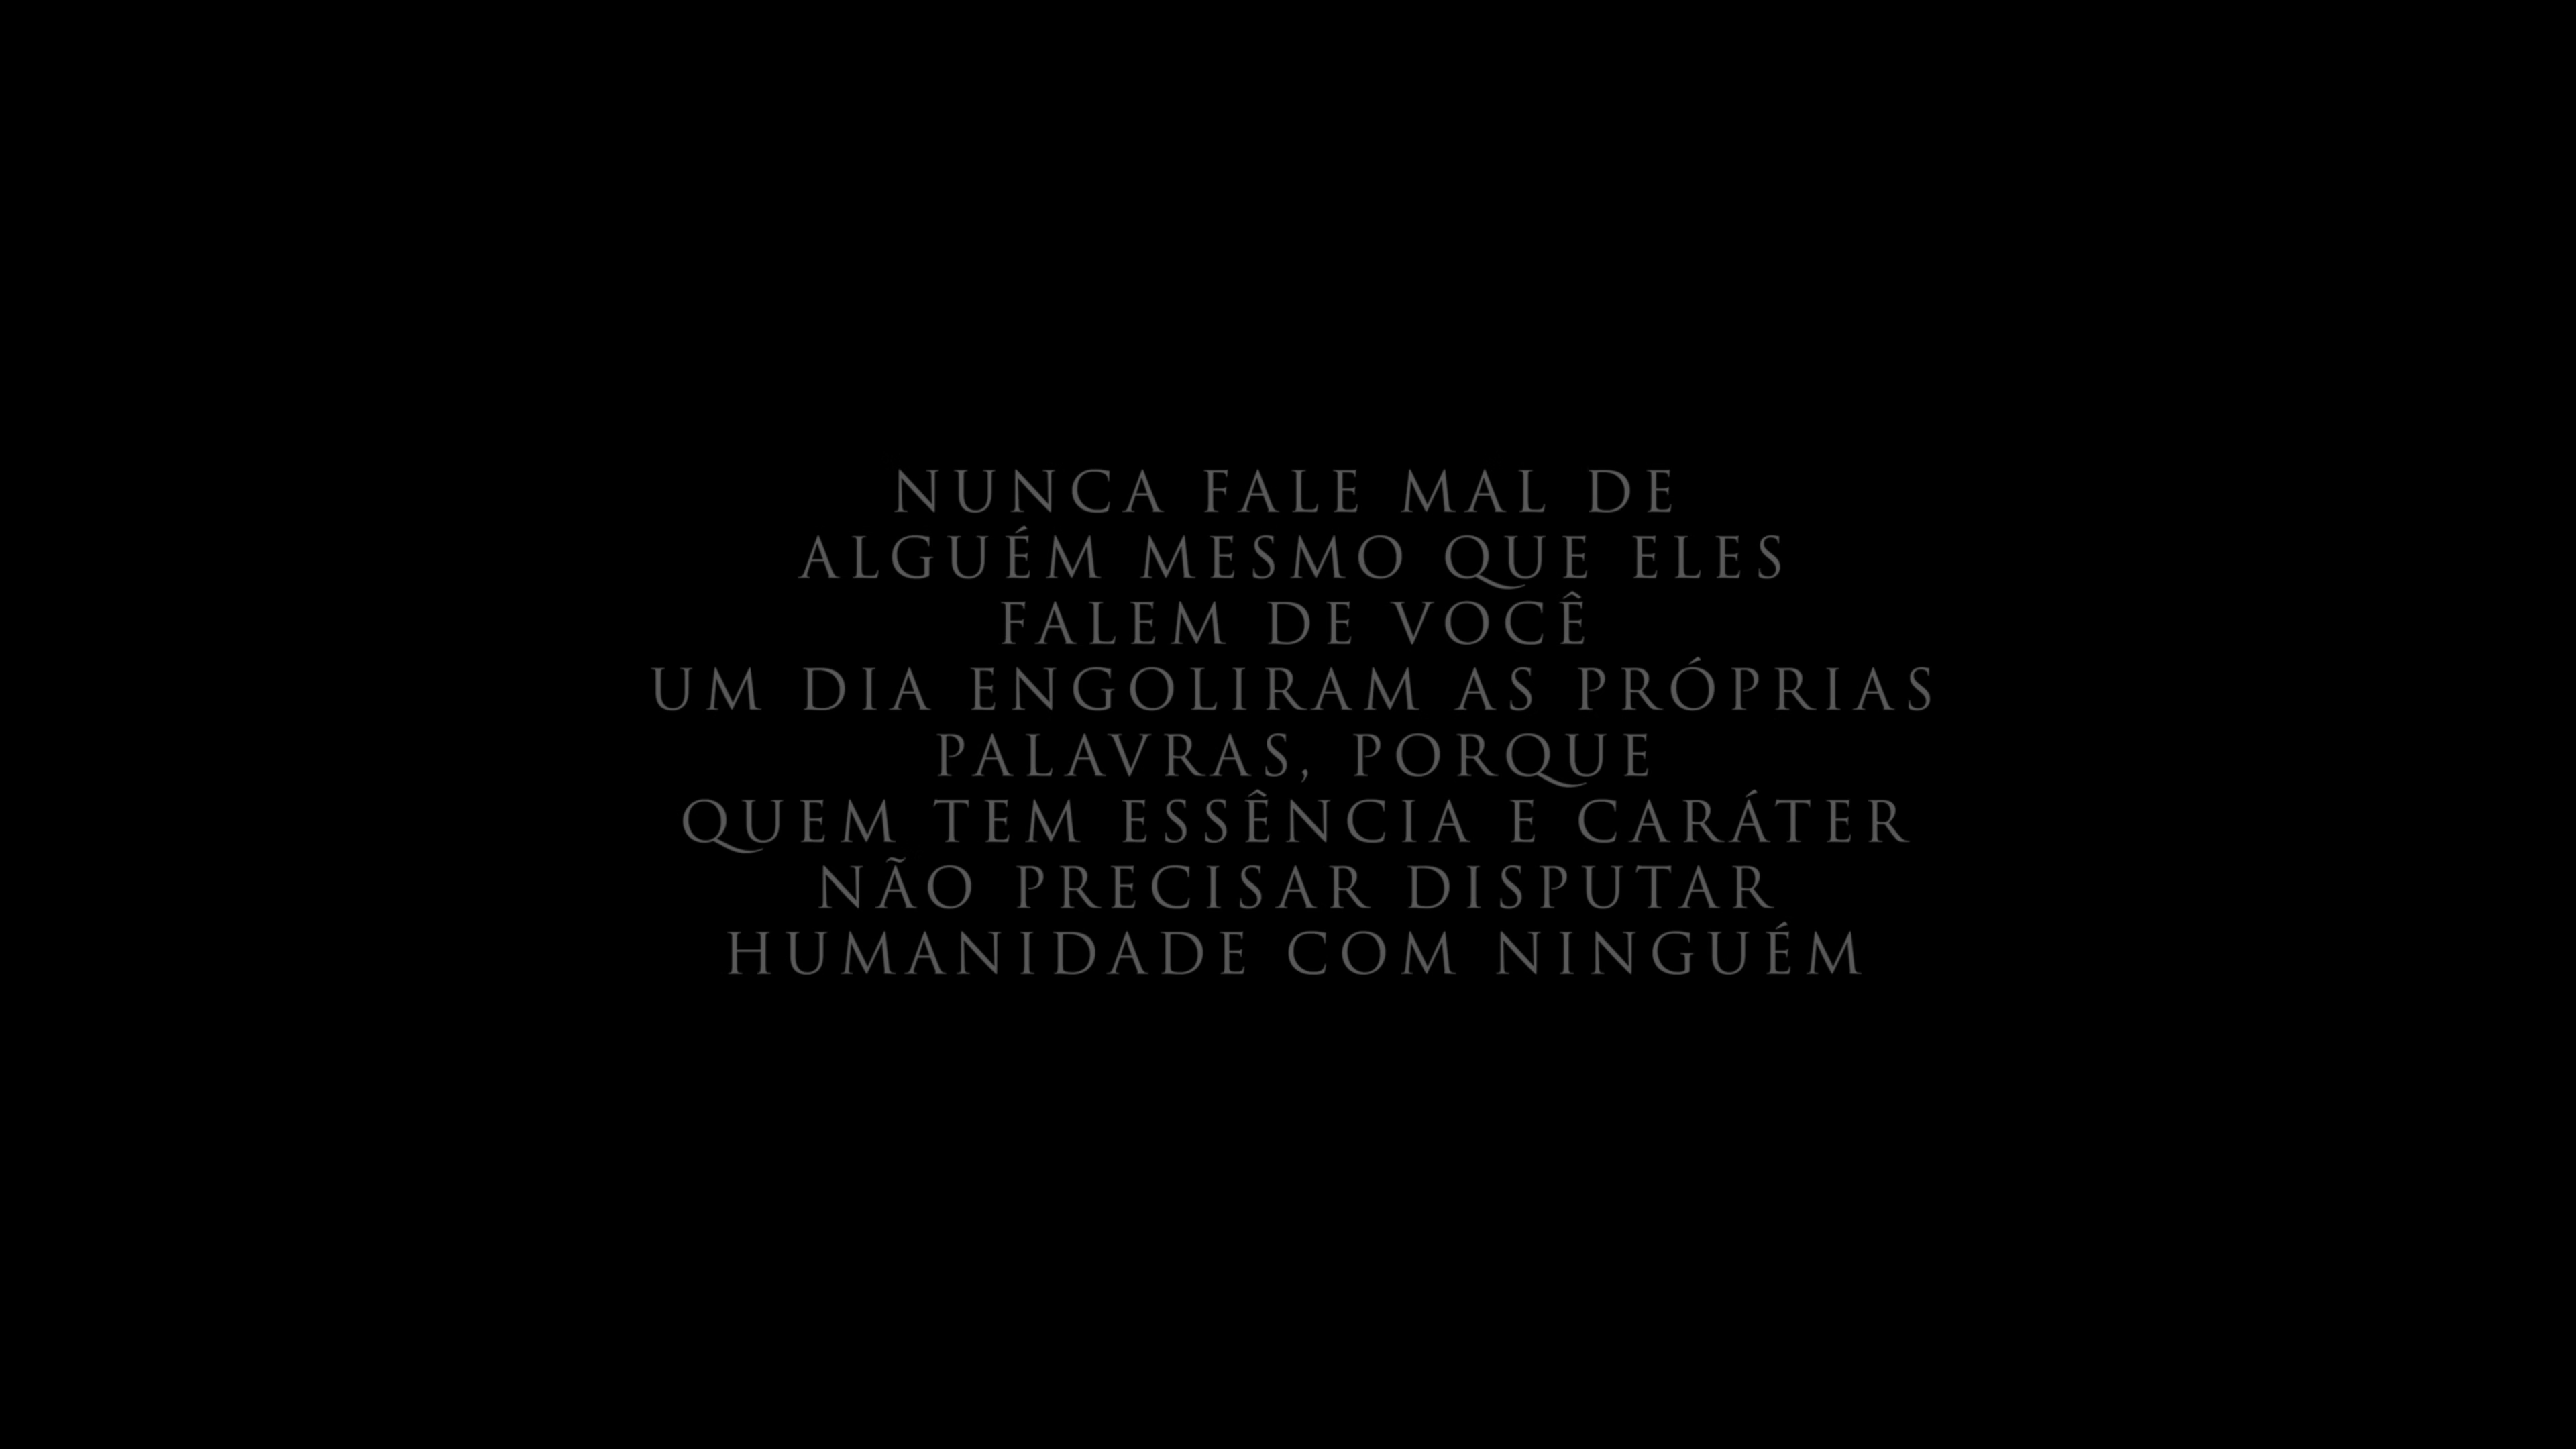 NUNCA FALE MAL DE
ALGUÉM MESMO QUE ELES
FALEM DE VOCÊ
UM DIA ENGOLIRAM AS PRÓPRIAS
PALAVRAS, PORQUE
QUEM TEM ESSÊNCIA E CARÁTER
NÃO PRECISAR DISPUTAR
HUMANIDADE COM NINGUÉM